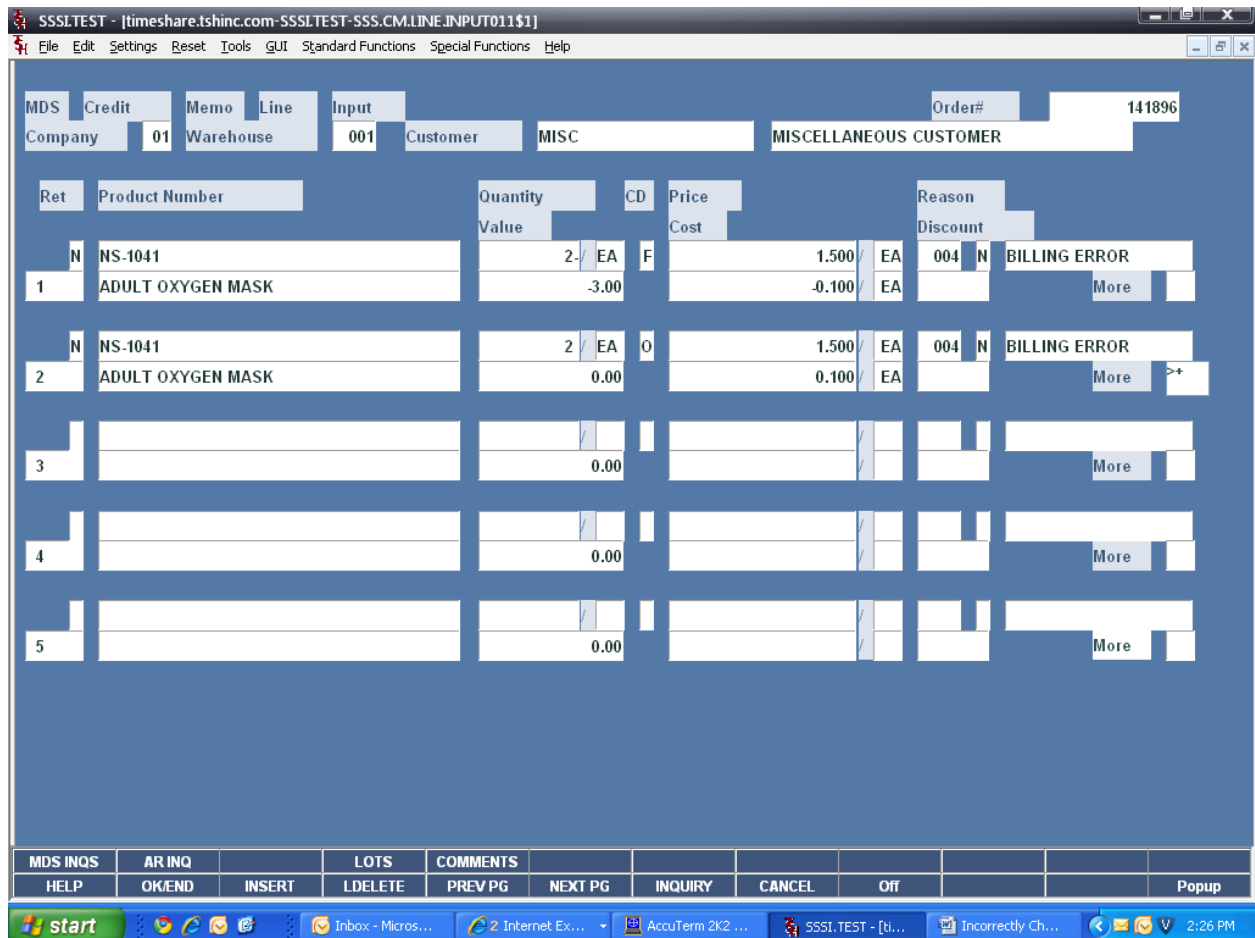 SSSI.TEST - [timeshare.tshinc.com-SSSI.TEST-SSS.CM.LINE.INPUT011$1]
File Edit Settings Reset Tools GUI Standard Functions Special Functions Help
MDS Credit Memo Line Input Order# 141896
Company 01 Warehouse 001 Customer MISC MISCELLANEOUS CUSTOMER
Ret Product Number Quantity CD Price Reason
Value Cost Discount
N NS-1041 2-/ EA F 1.500/ EA 004 N BILLING ERROR
1 ADULT OXYGEN MASK -3.00 -0.100/ EA More
N NS-1041 2 / EA O 1.500/ EA 004 N BILLING ERROR
2 ADULT OXYGEN MASK 0.00 0.100/ EA More >+
/ /
3 0.00 / More
/ /
4 0.00 / More
/ /
5 0.00 / More
MDS INQS AR INQ LOTS COMMENTS
HELP OK/END INSERT LDELETE PREV PG NEXT PG INQUIRY CANCEL Off Popup
start Inbox - Micros... 2 Internet Ex... AccuTerm 2K2 ... SSSI.TEST - [ti... Incorrectly Ch... V 2:26 PM